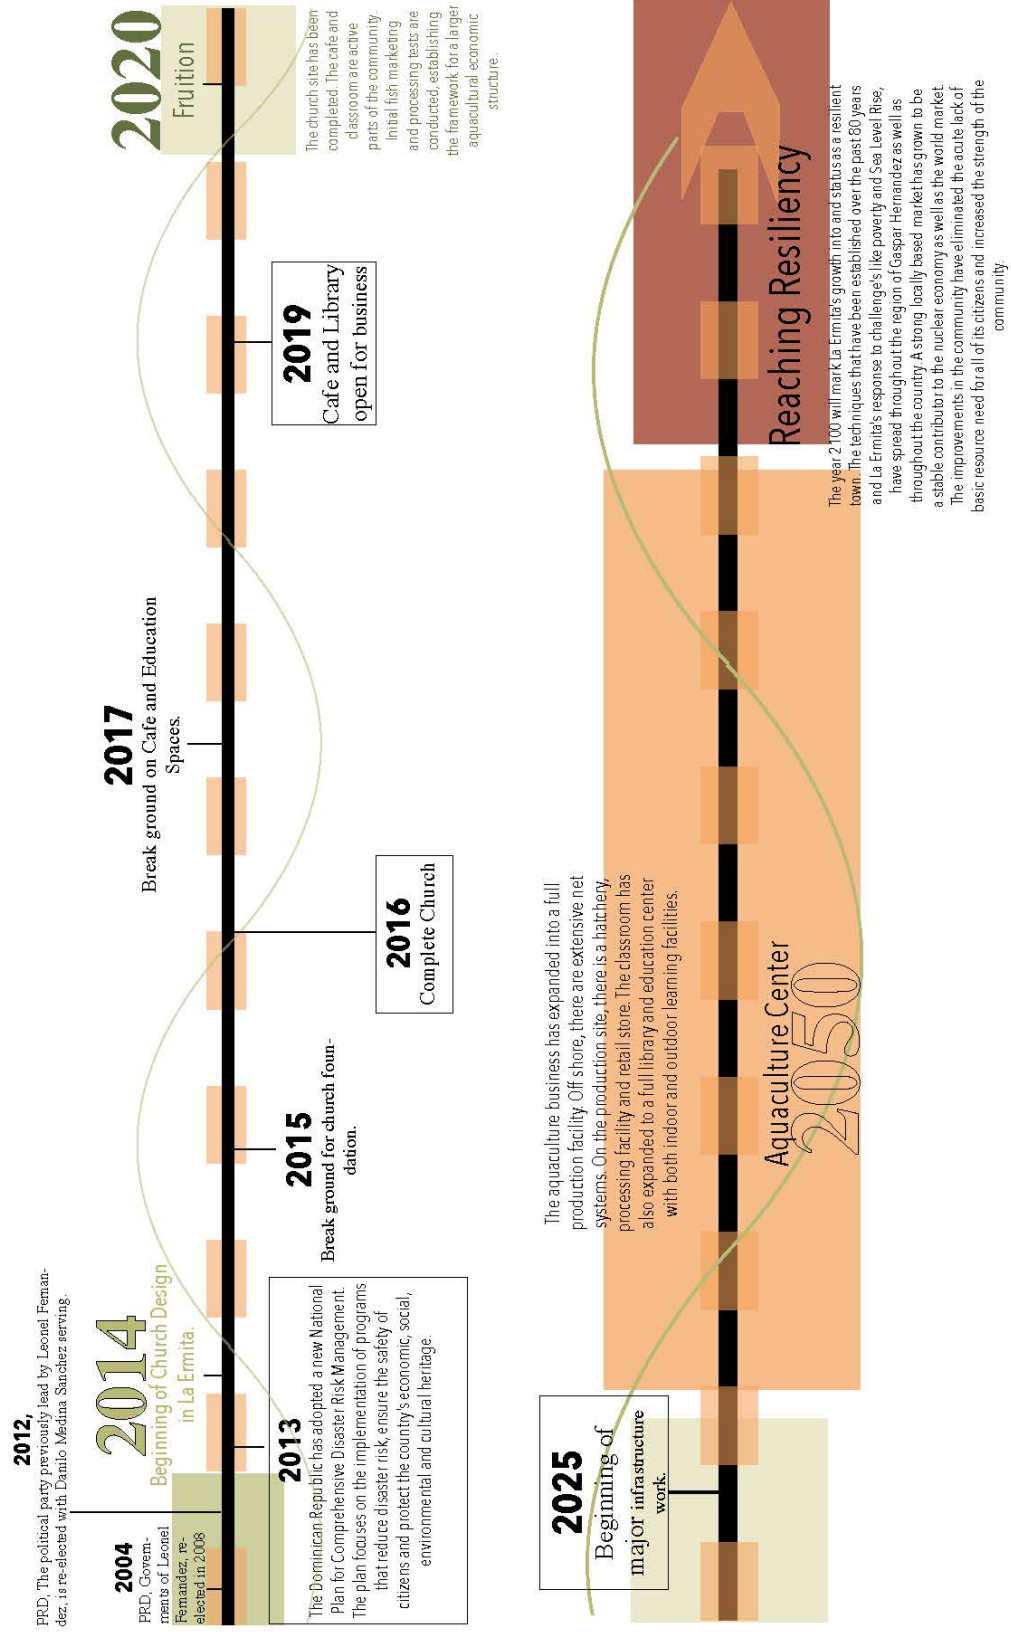 2012,
PRD, The political party previously lead by Leonel Fernan-
dez, is re-elected with Danilo Medina Sanchez serving.
2004
PRD, Govern-
ments of Leonel
Fernandez, re-
elected in 2008
2014
Beginning of Church Design
in La Ermita.
2013
The Dominican Republic has adopted a new National
Plan for Comprehensive Disaster Risk Management.
The plan focuses on the implementation of programs
that reduce disaster risk, ensure the safety of
citizens and protect the country's economic, social,
environmental and cultural heritage.
2015
Break ground for church foun-
dation.
2016
Complete Church
2017
Break ground on Cafe and Education
Spaces.
2019
Cafe and Library
open for business
2020
Fruition
The church site has been
completed. The cafe and
classroom are active
parts of the community.
Initial fish marketing
and processing tests are
conducted, establishing
the framework for a larger
aquacultural economic
structure.
2025
Beginning of
major infrastructure
work.
The aquaculture business has expanded into a full
production facility. Off shore, there are extensive net
systems. On the production site, there is a hatchery,
processing facility and retail store. The classroom has
also expanded to a full library and education center
with both indoor and outdoor learning facilities.
Aquaculture Center
2050
Reaching Resiliency
The year 2100 will mark La Ermita's growth into and status as a resilient
town. The techniques that have been established over the past 80 years
and La Ermita's response to challenge's like poverty and Sea Level Rise,
have spread throughout the region of Gaspar Hernandez as well as
throughout the country. A strong locally based market has grown to be
a stable contributor to the nuclear economy as well as the world market.
The improvements in the community have eliminated the acute lack of
basic resource need for all of its citizens and increased the strength of the
community.